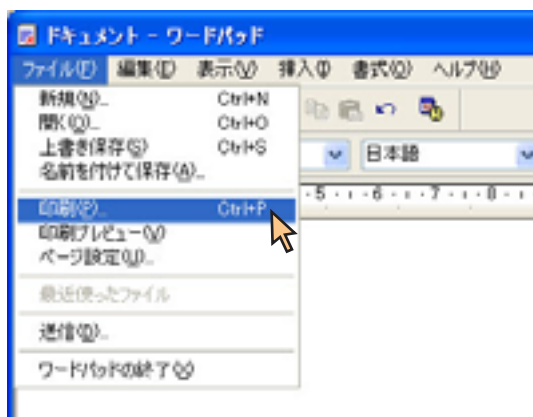 ドキュメント - ワードパッド
ファイル(F) 編集(E) 表示(V) 挿入(I) 書式(O) ヘルプ(H)
新規(N)... Ctrl+N
開く(O)... Ctrl+O
上書き保存(S) Ctrl+S
名前を付けて保存(A)...
日本語
印刷(P)... Ctrl+P
5 6 7 8
印刷プレビュー(V)
ページ設定(U)...
最近使ったファイル
送信(D)...
ワードパッドの終了(X)